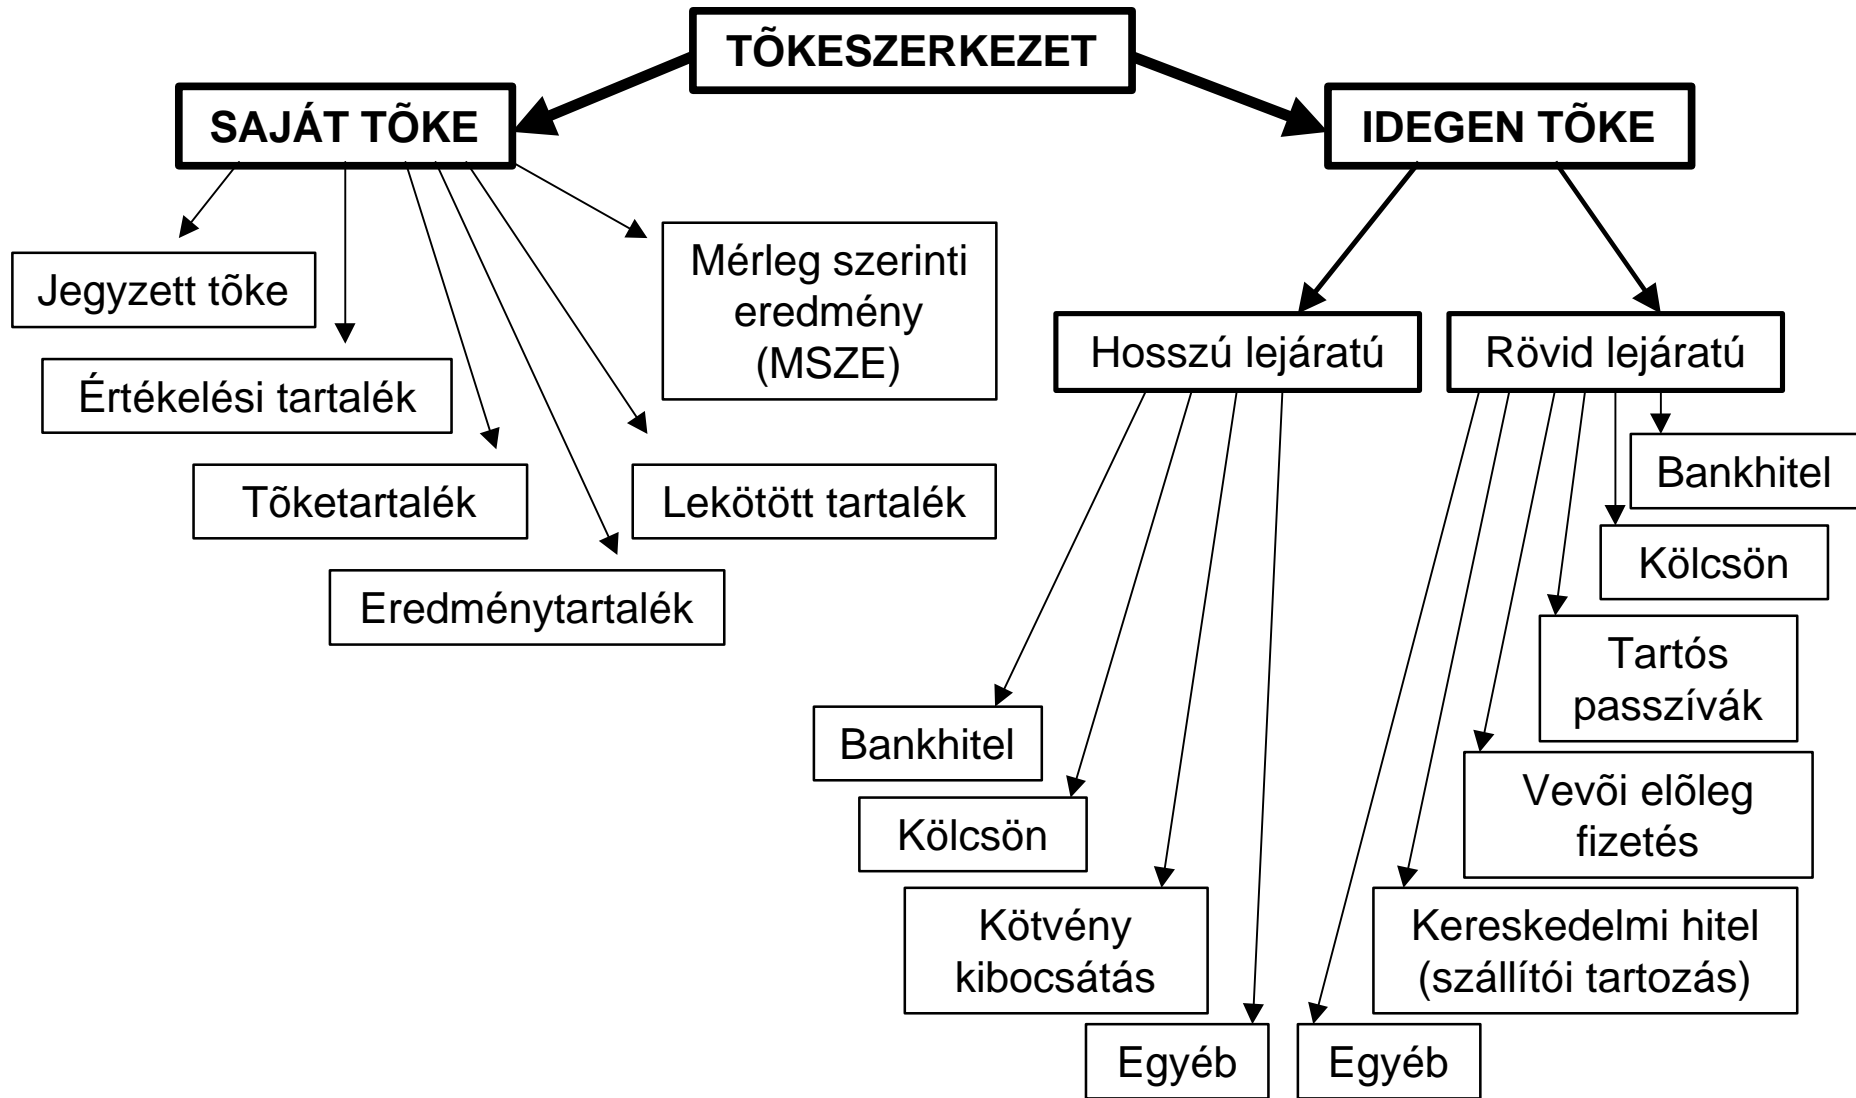 TÕKESZERKEZET
SAJÁT TÕKE
IDEGEN TÕKE
Jegyzett tõke
Értékelési tartalék
Tõketartalék
Eredménytartalék
Lekötött tartalék
Mérleg szerinti
eredmény
(MSZE)
Hosszú lejáratú
Rövid lejáratú
Bankhitel
Kölcsön
Kötvény
kibocsátás
Egyéb
Bankhitel
Kölcsön
Tartós
passzívák
Vevõi elõleg
fizetés
Kereskedelmi hitel
(szállítói tartozás)
Egyéb